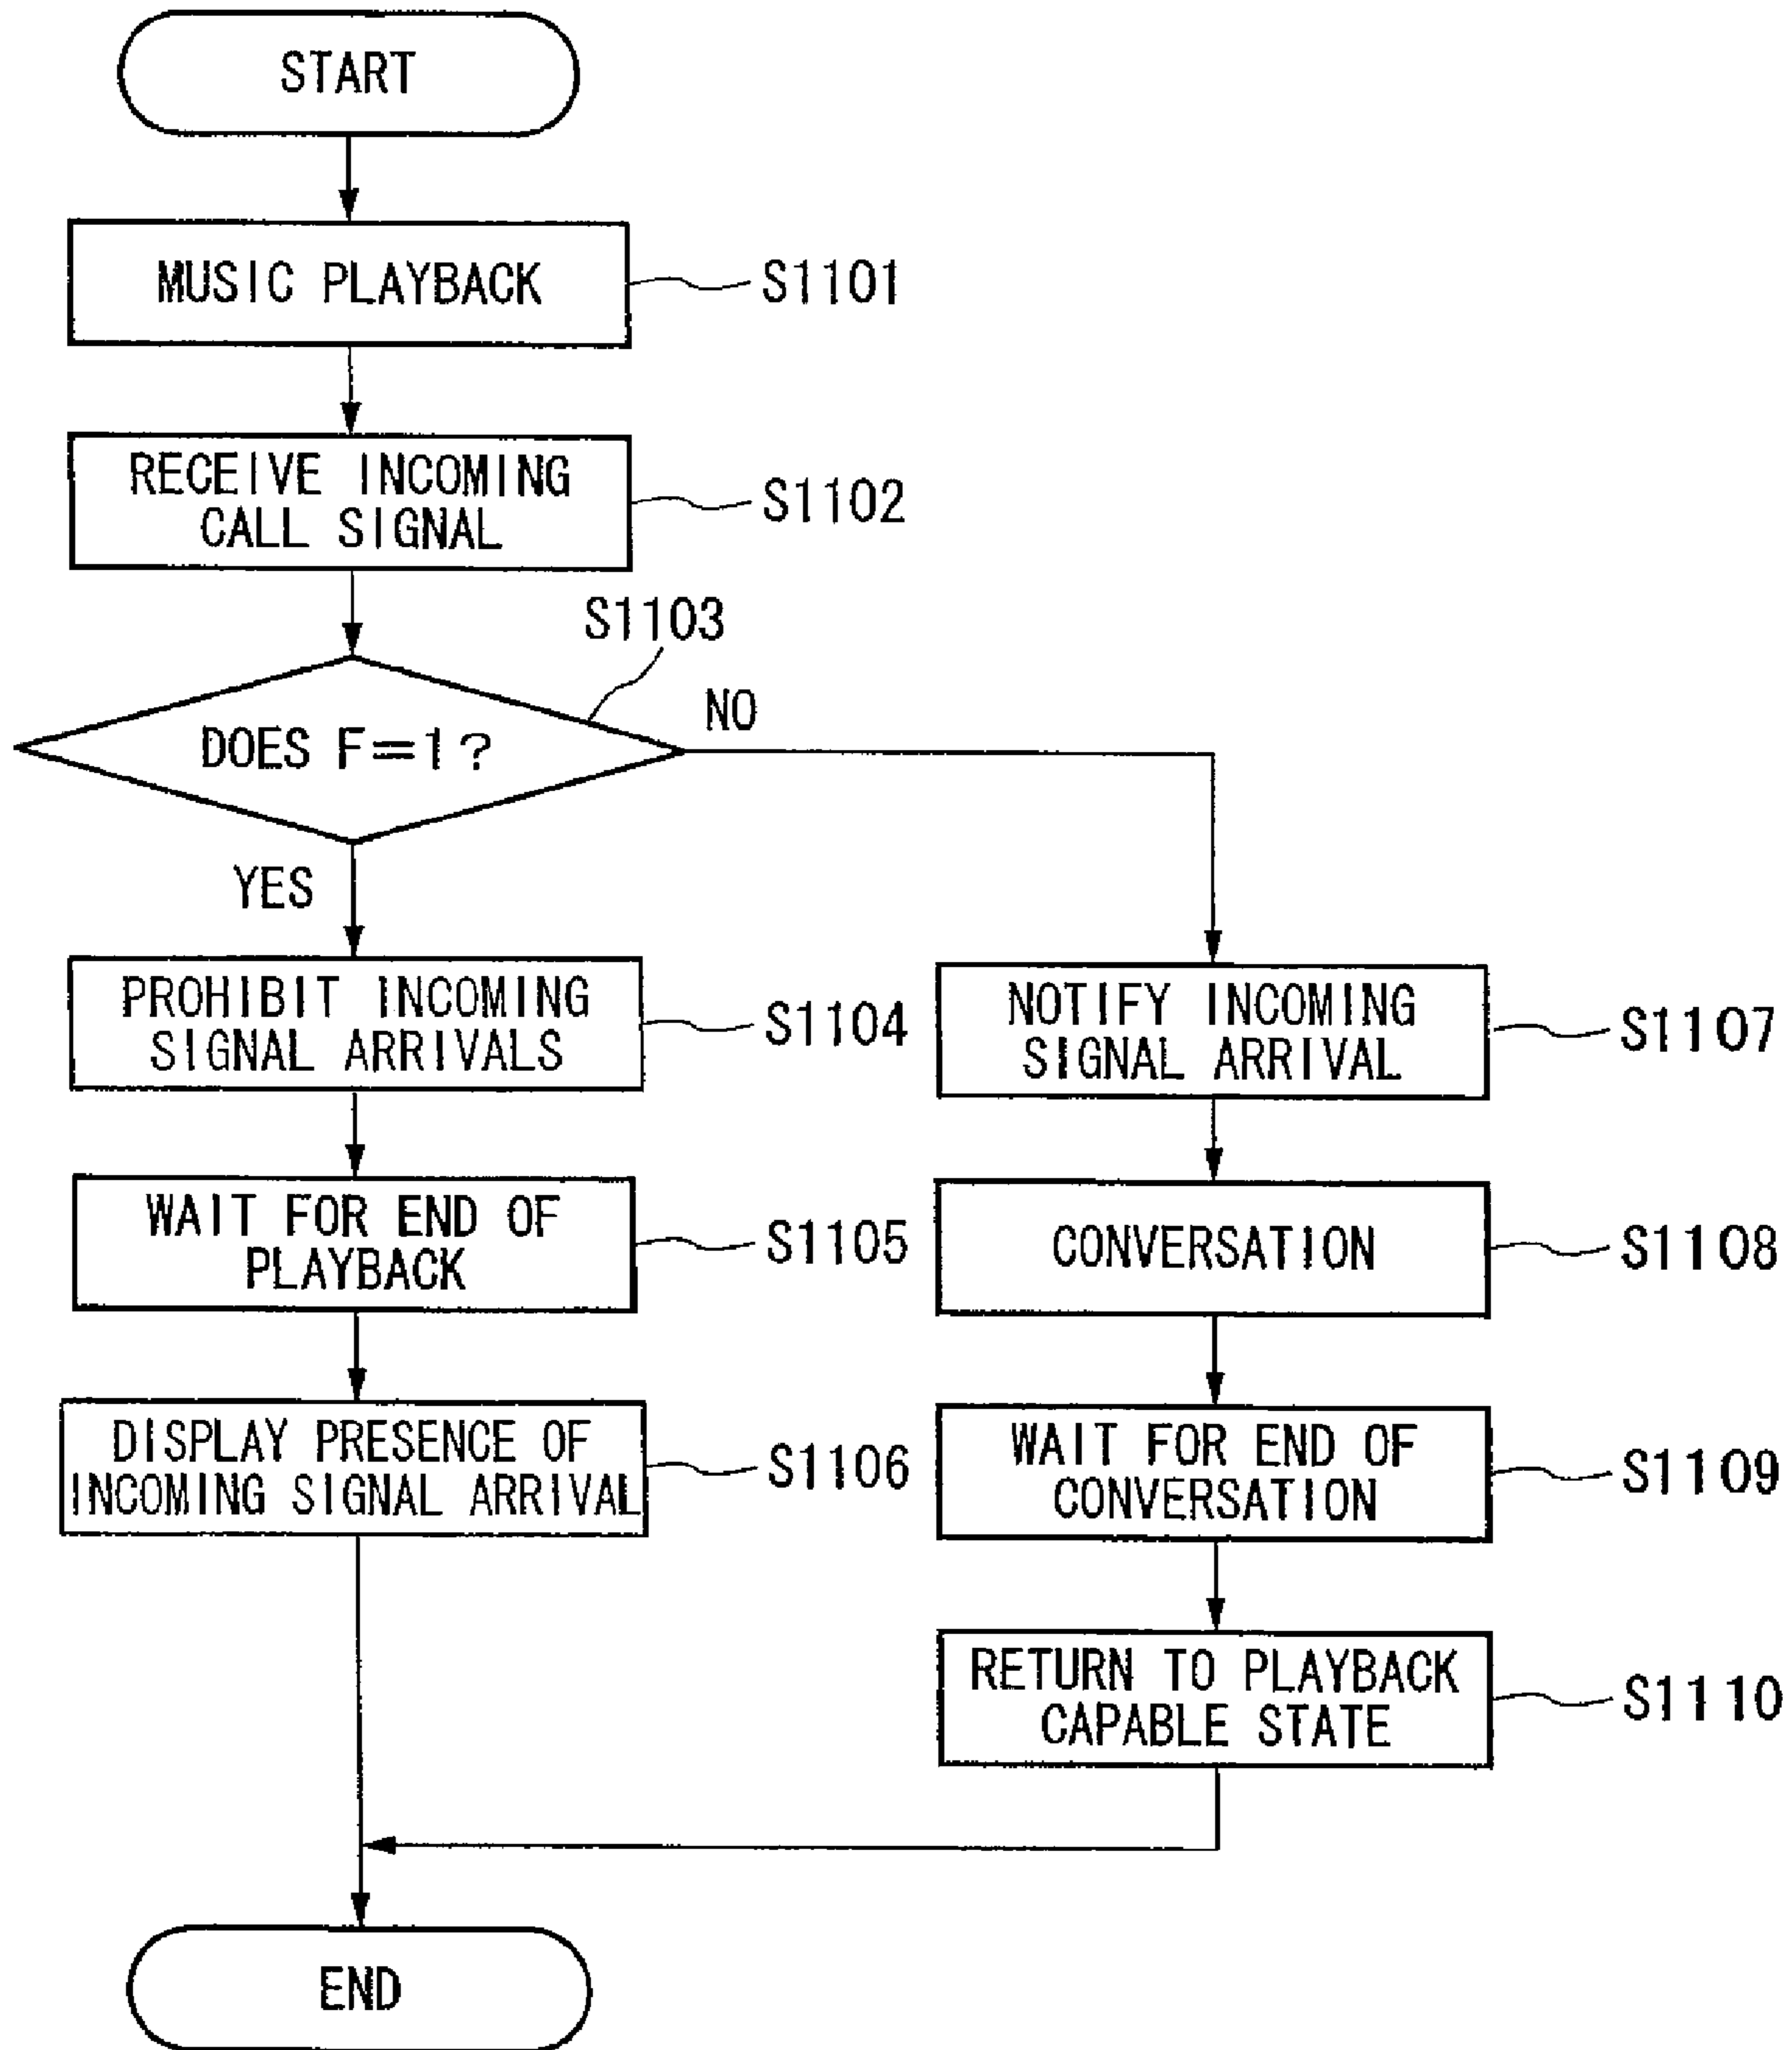 START
MUSIC PLAYBACK
S1101
RECEIVE INCOMING
CALL SIGNAL
S1102
S1103
DOES F=1?
NO
YES
PROHIBIT INCOMING
SIGNAL ARRIVALS
S1104
WAIT FOR END OF
PLAYBACK
S1105
DISPLAY PRESENCE OF
INCOMING SIGNAL ARRIVAL
S1106
NOTIFY INCOMING
SIGNAL ARRIVAL
S1107
CONVERSATION
S1108
WAIT FOR END OF
CONVERSATION
S1109
RETURN TO PLAYBACK
CAPABLE STATE
S1110
END